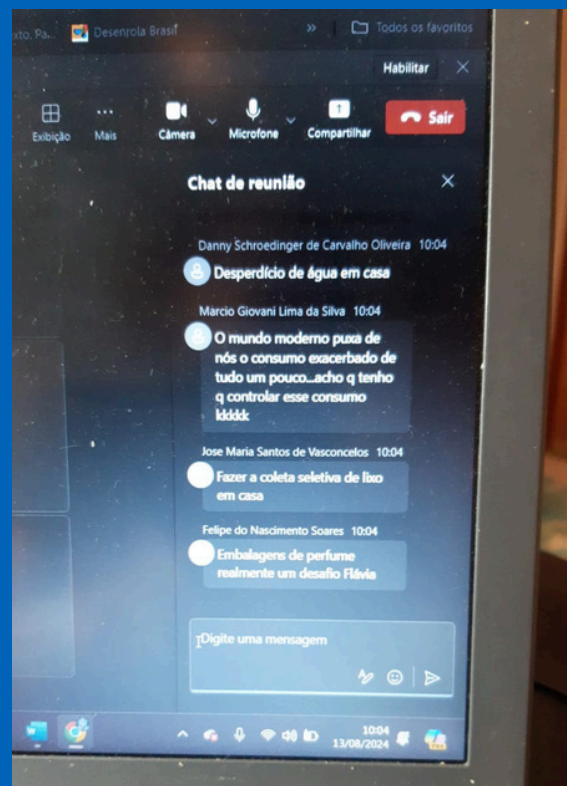 Desenrola Brasil
» Todos os favoritos
Habilitar
Exibição Mais Câmera Microfone Compartilhar Sair
Chat de reunião
Danny Schroedinger de Carvalho Oliveira 10:04
Desperdício de água em casa
Marcio Giovani Lima da Silva 10:04
O mundo moderno puxa de
nós o consumo exacerbado de
tudo um pouco...acho q tenho
q controlar esse consumo
kkkkk
Jose Maria Santos de Vasconcelos 10:04
Fazer a coleta seletiva de lixo
em casa
Felipe do Nascimento Soares 10:04
Embalagens de perfume
realmente um desafio Flávia
Digite uma mensagem
10:04
13/08/2024